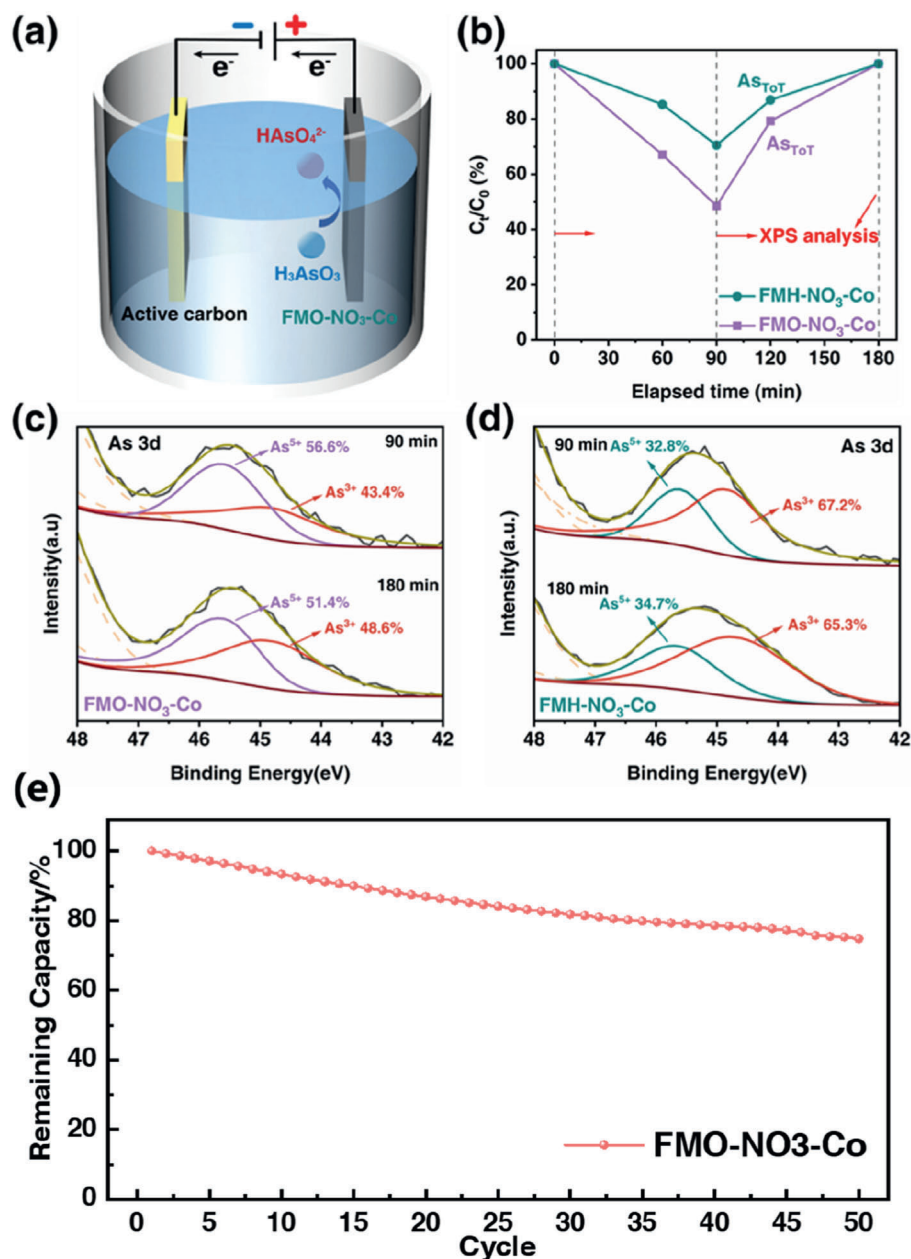 (a)
− +
e⁻ e⁻
HAsO₄²⁻
H₃AsO₃
Active carbon
FMO-NO₃-Co
(b)
100
80
60
40
20
0
Cₜ/C₀ (%)
As_ToT
As_ToT
XPS analysis
FMH-NO₃-Co
FMO-NO₃-Co
0 30 60 90 120 150 180
Elapsed time (min)
(c)
As 3d
90 min
As⁵⁺ 56.6%
As³⁺ 43.4%
180 min
As⁵⁺ 51.4%
As³⁺ 48.6%
FMO-NO₃-Co
Intensity(a.u)
48 47 46 45 44 43 42
Binding Energy(eV)
(d)
90 min
As 3d
As⁵⁺ 32.8%
As³⁺ 67.2%
180 min
As⁵⁺ 34.7%
As³⁺ 65.3%
FMH-NO₃-Co
Intensity(a.u.)
48 47 46 45 44 43 42
Binding Energy(eV)
(e)
100
80
60
40
20
0
Remaining Capacity/%
FMO-NO3-Co
0 5 10 15 20 25 30 35 40 45 50
Cycle